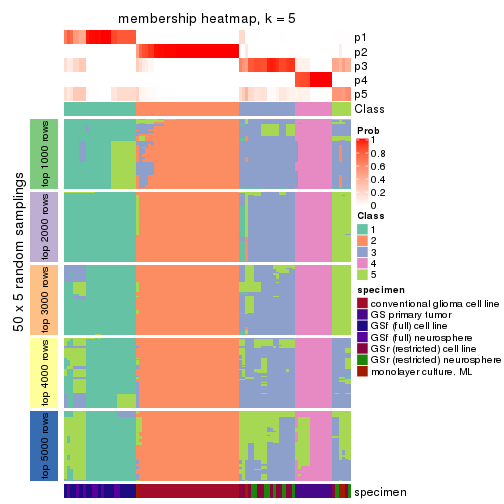 membership heatmap, k = 5
p1
p2
p3
p4
p5
Class
50 x 5 random samplings
top 1000 rows
top 2000 rows
top 3000 rows
top 4000 rows
top 5000 rows
specimen
Prob
1
0.8
0.6
0.4
0.2
0
Class
1
2
3
4
5
specimen
conventional glioma cell line
GS primary tumor
GSf (full) cell line
GSf (full) neurosphere
GSr (restricted) cell line
GSr (restricted) neurosphere
monolayer culture. ML